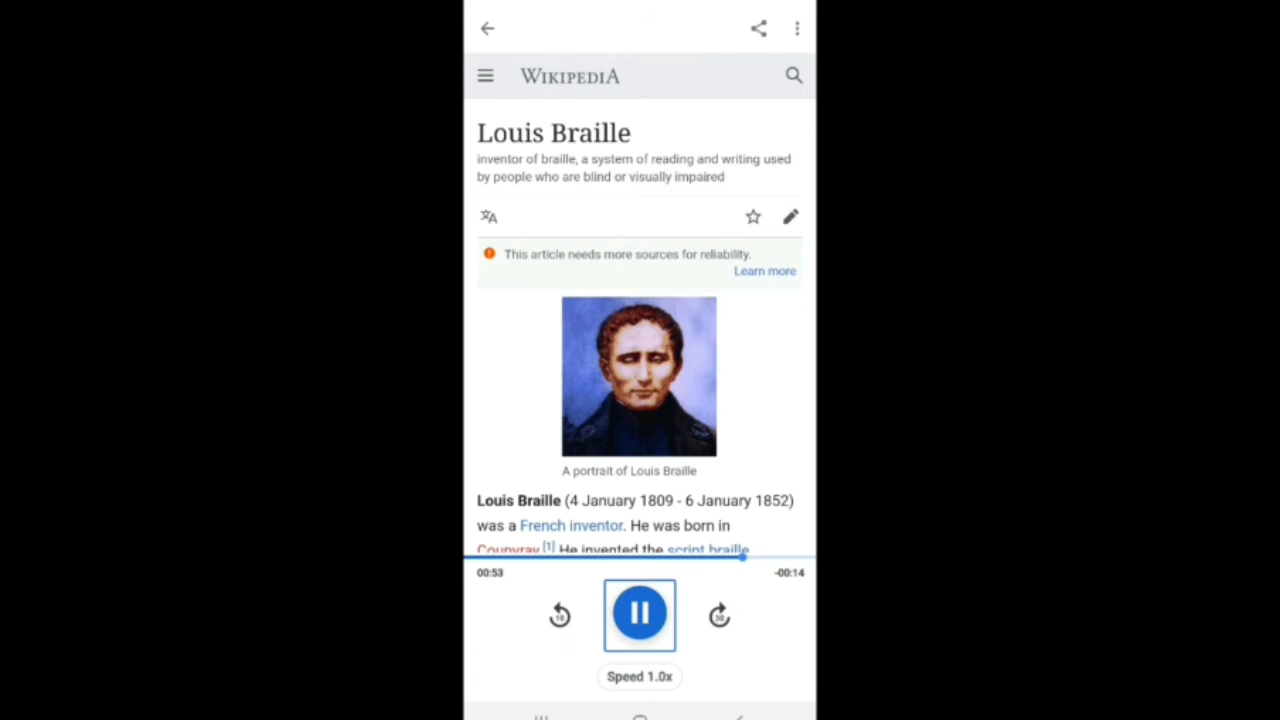 WIKIPEDIA
Louis Braille
inventor of braille, a system of reading and writing used
by people who are blind or visually impaired
This article needs more sources for reliability.
Learn more
A portrait of Louis Braille
Louis Braille (4 January 1809 - 6 January 1852)
was a French inventor. He was born in
Coupvray.[1] He invented the script braille
00:53
-00:14
10
30
Speed 1.0x